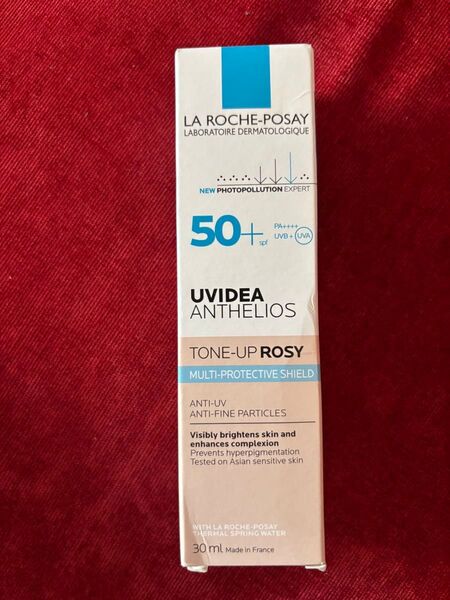 LA ROCHE-POSAY
LABORATOIRE DERMATOLOGIQUE
NEW PHOTOPOLLUTION EXPERT
50+ spf
PA++++
UVB + UVA
UVIDEA
ANTHELIOS
TONE-UP ROSY
MULTI-PROTECTIVE SHIELD
ANTI-UV
ANTI-FINE PARTICLES
Visibly brightens skin and
enhances complexion
Prevents hyperpigmentation
Tested on Asian sensitive skin
WITH LA ROCHE-POSAY
THERMAL SPRING WATER
30 ml Made in France